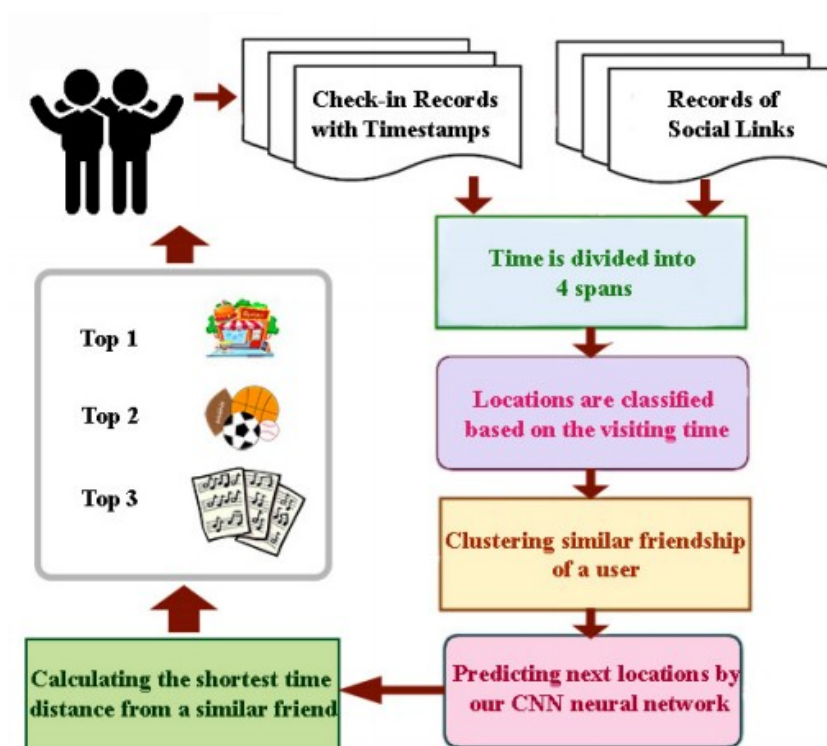 Check-in Records
with Timestamps
Records of
Social Links
Time is divided into
4 spans
Locations are classified
based on the visiting time
Clustering similar friendship
of a user
Predicting next locations by
our CNN neural network
Calculating the shortest time
distance from a similar friend
Top 1
Top 2
Top 3